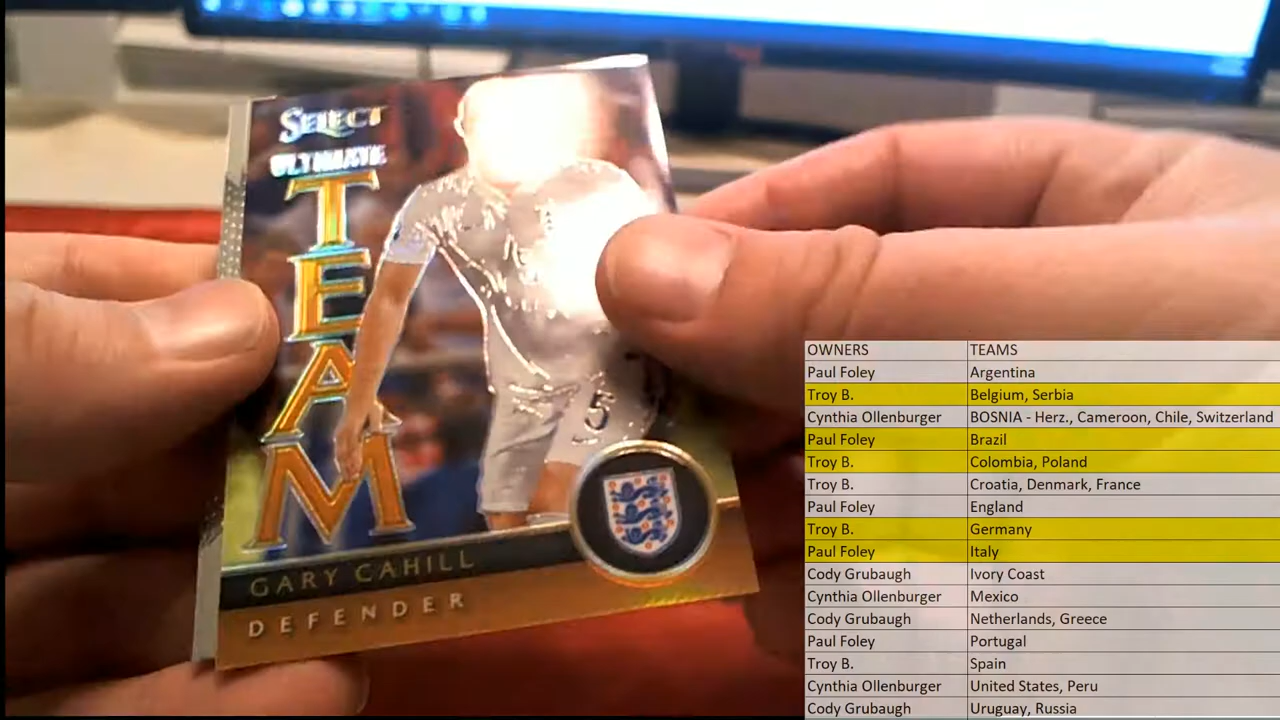 SELECT
ULTIMATE
TEAM
5
GARY CAHILL
DEFENDER
OWNERS TEAMS
Paul Foley Argentina
Troy B. Belgium, Serbia
Cynthia Ollenburger BOSNIA - Herz., Cameroon, Chile, Switzerland
Paul Foley Brazil
Troy B. Colombia, Poland
Troy B. Croatia, Denmark, France
Paul Foley England
Troy B. Germany
Paul Foley Italy
Cody Grubaugh Ivory Coast
Cynthia Ollenburger Mexico
Cody Grubaugh Netherlands, Greece
Paul Foley Portugal
Troy B. Spain
Cynthia Ollenburger United States, Peru
Cody Grubaugh Uruguay, Russia